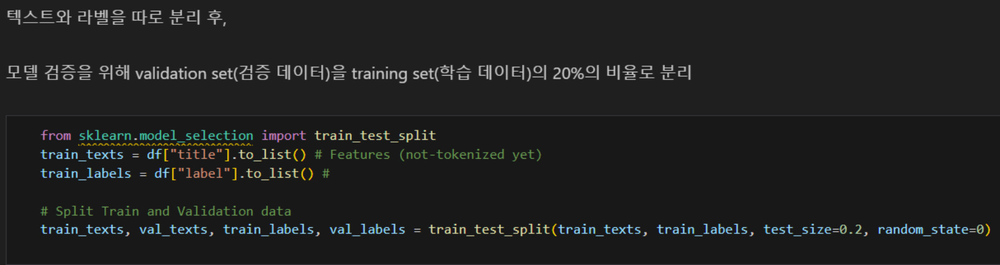 텍스트와 라벨을 따로 분리 후,
모델 검증을 위해 validation set(검증 데이터)을 training set(학습 데이터)의 20%의 비율로 분리
from sklearn.model_selection import train_test_split
train_texts = df["title"].to_list() # Features (not-tokenized yet)
train_labels = df["label"].to_list() #
# Split Train and Validation data
train_texts, val_texts, train_labels, val_labels = train_test_split(train_texts, train_labels, test_size=0.2, random_state=0)